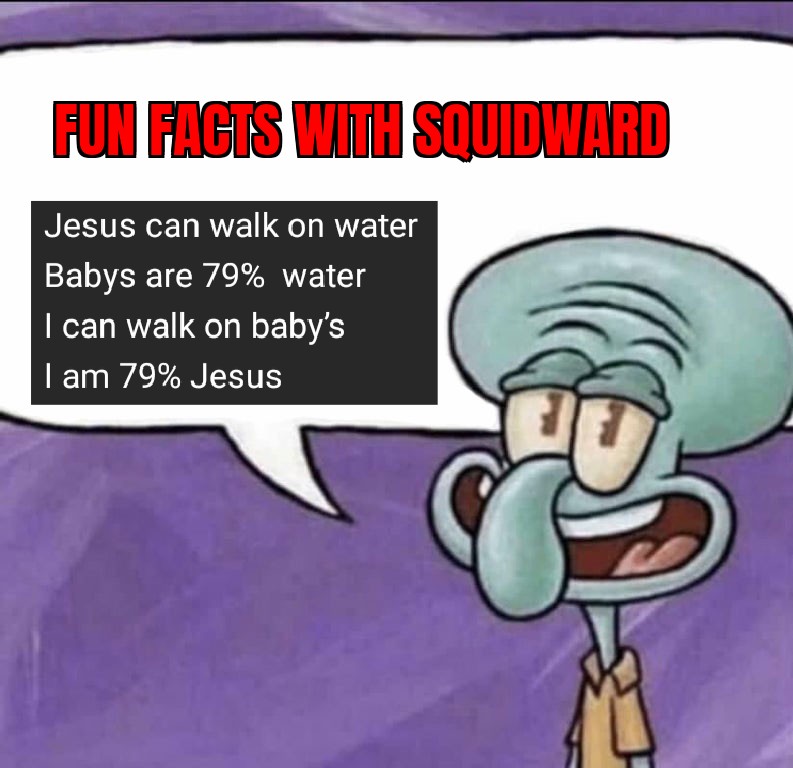 FUN FACTS WITH SQUIDWARD
Jesus can walk on water
Babys are 79% water
I can walk on baby’s
I am 79% Jesus